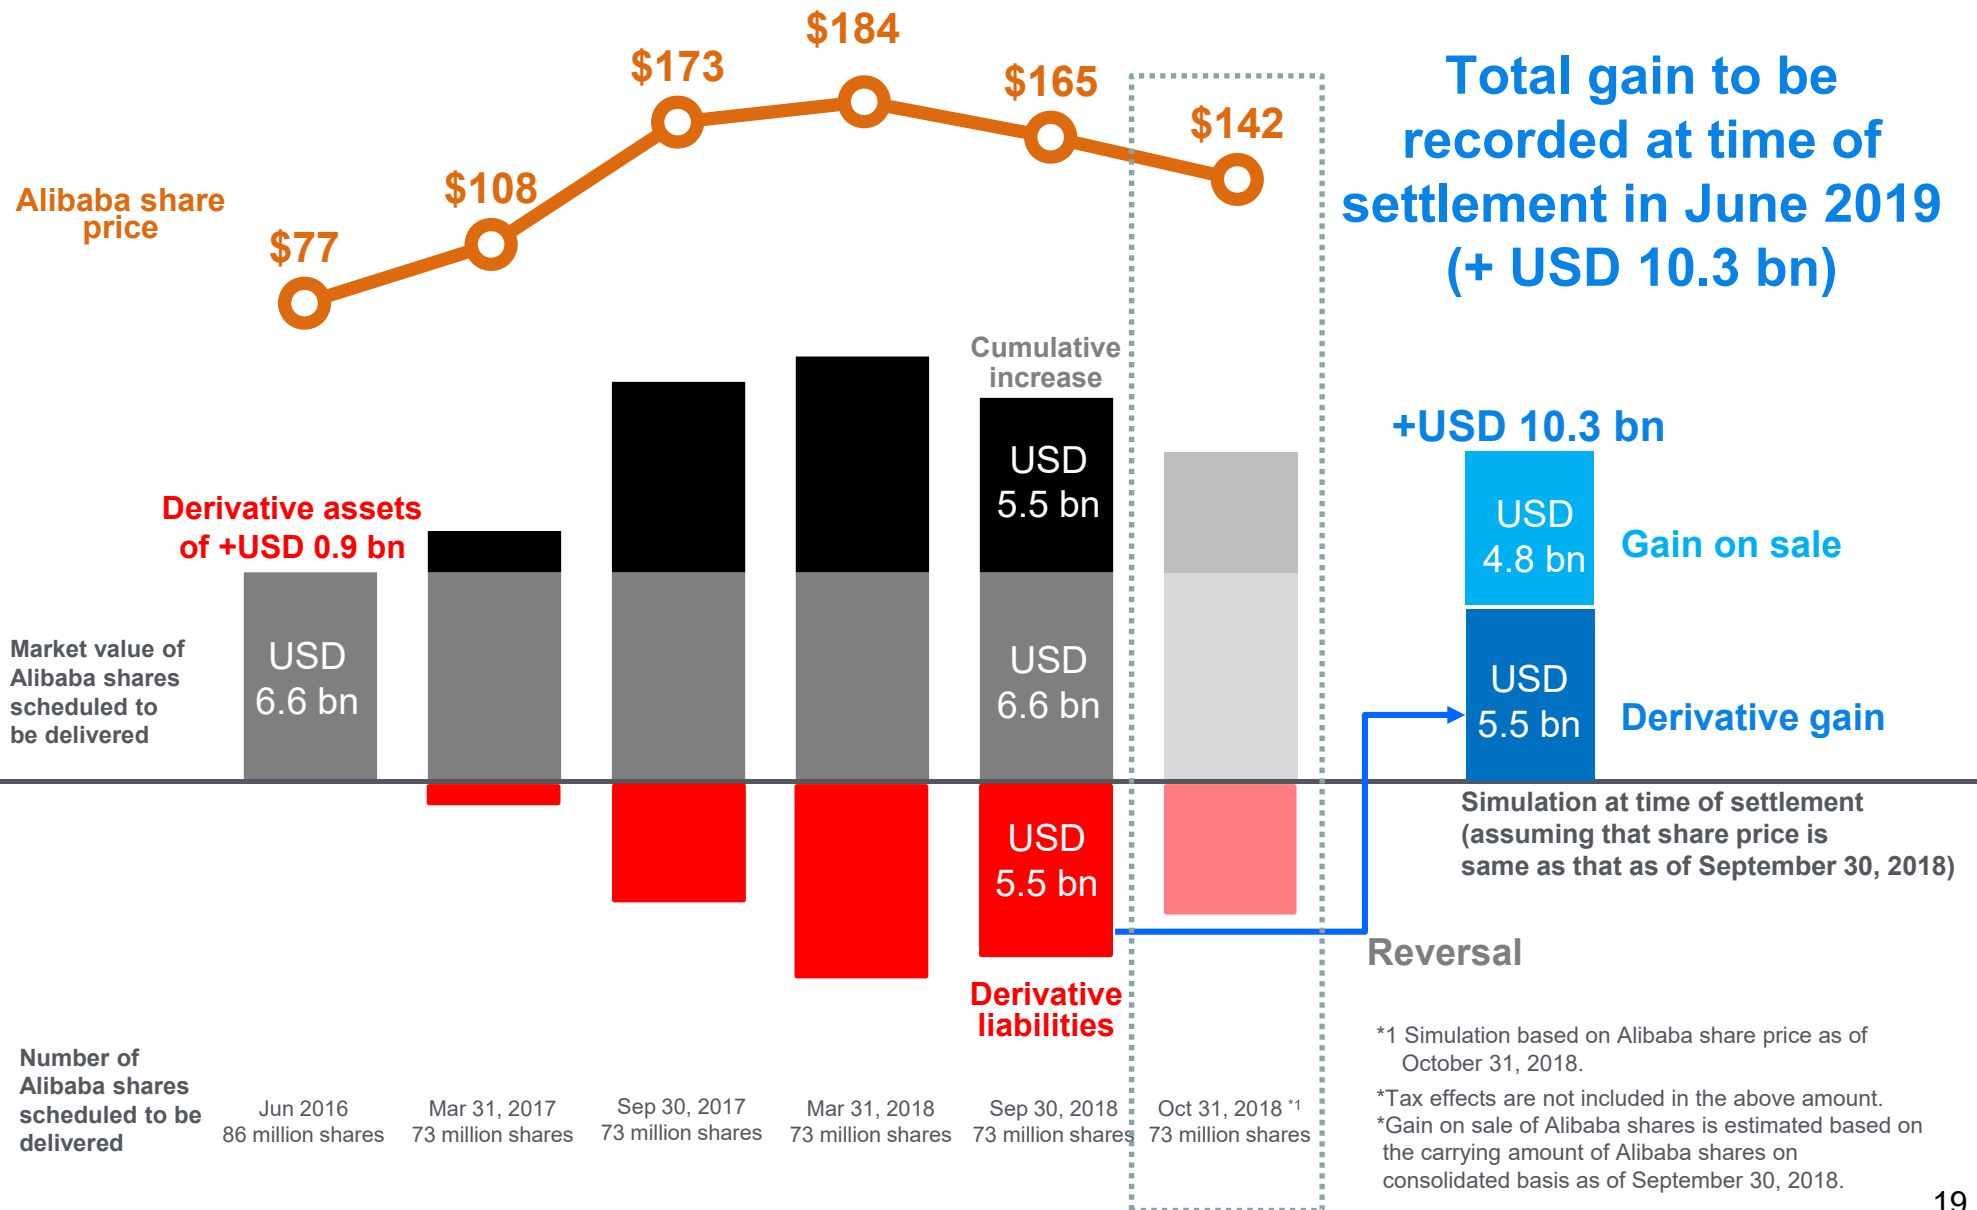 $184
$173
$165
$142
$108
$77
Alibaba share
price
Total gain to be
recorded at time of
settlement in June 2019
(+ USD 10.3 bn)
Cumulative
increase
+USD 10.3 bn
Derivative assets
of +USD 0.9 bn
USD
5.5 bn
USD
4.8 bn
Gain on sale
Market value of
Alibaba shares
scheduled to
be delivered
USD
6.6 bn
USD
6.6 bn
USD
5.5 bn
Derivative gain
USD
5.5 bn
Simulation at time of settlement
(assuming that share price is
same as that as of September 30, 2018)
Reversal
Derivative
liabilities
Number of
Alibaba shares
scheduled to be
delivered
Jun 2016
86 million shares
Mar 31, 2017
73 million shares
Sep 30, 2017
73 million shares
Mar 31, 2018
73 million shares
Sep 30, 2018
73 million shares
Oct 31, 2018 *1
73 million shares
*1 Simulation based on Alibaba share price as of
October 31, 2018.
*Tax effects are not included in the above amount.
*Gain on sale of Alibaba shares is estimated based on
the carrying amount of Alibaba shares on
consolidated basis as of September 30, 2018.
19